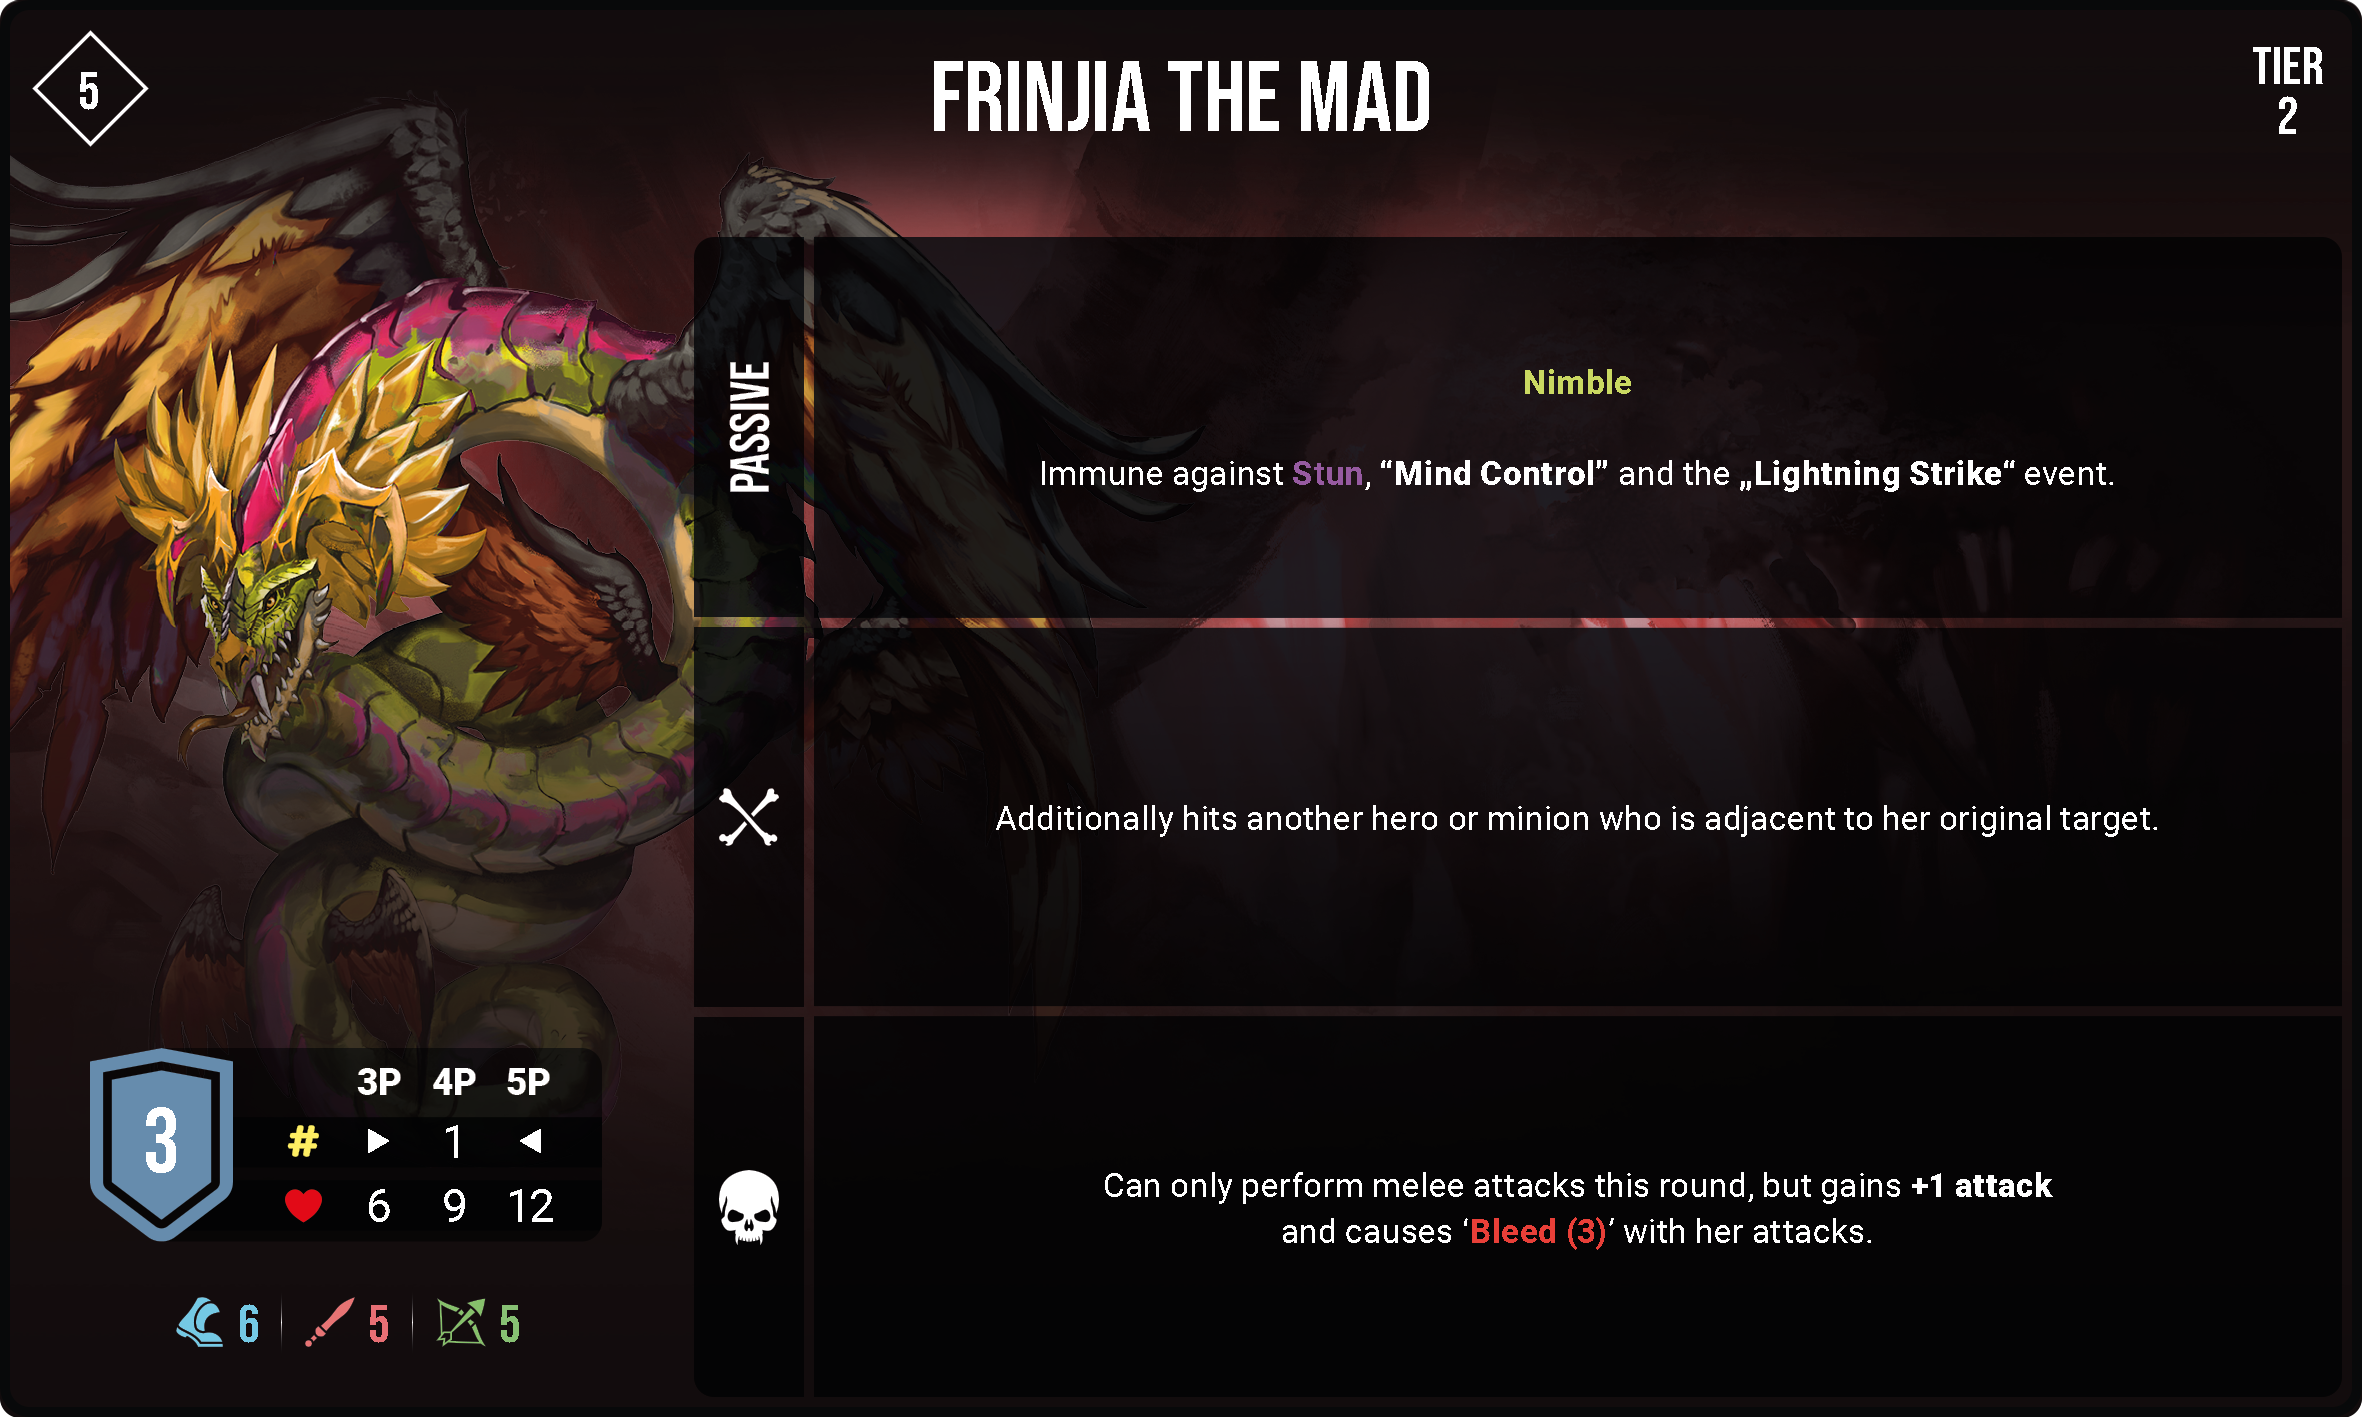 5
FRINJIA THE MAD
TIER
2
PASSIVE
Nimble
Immune against Stun, “Mind Control” and the „Lightning Strike“ event.
Additionally hits another hero or minion who is adjacent to her original target.
Can only perform melee attacks this round, but gains +1 attack
and causes ‘Bleed (3)’ with her attacks.
3
3P 4P 5P
# ▶ 1 ◀
6 9 12
6 5 5